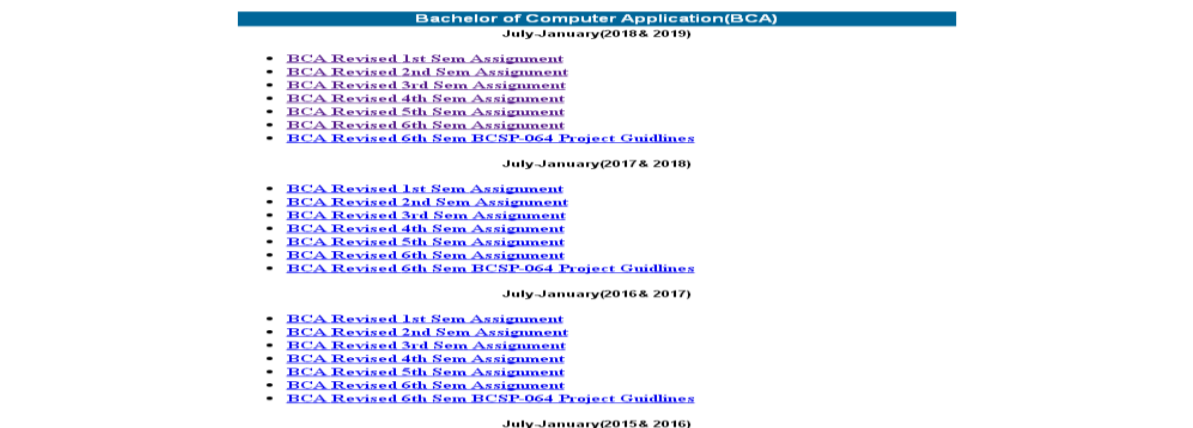 Bachelor of Computer Application(BCA)
July-January(2018& 2019)
BCA Revised 1st Sem Assignment
BCA Revised 2nd Sem Assignment
BCA Revised 3rd Sem Assignment
BCA Revised 4th Sem Assignment
BCA Revised 5th Sem Assignment
BCA Revised 6th Sem Assignment
BCA Revised 6th Sem BCSP-064 Project Guidlines
July-January(2017& 2018)
BCA Revised 1st Sem Assignment
BCA Revised 2nd Sem Assignment
BCA Revised 3rd Sem Assignment
BCA Revised 4th Sem Assignment
BCA Revised 5th Sem Assignment
BCA Revised 6th Sem Assignment
BCA Revised 6th Sem BCSP-064 Project Guidlines
July-January(2016& 2017)
BCA Revised 1st Sem Assignment
BCA Revised 2nd Sem Assignment
BCA Revised 3rd Sem Assignment
BCA Revised 4th Sem Assignment
BCA Revised 5th Sem Assignment
BCA Revised 6th Sem Assignment
BCA Revised 6th Sem BCSP-064 Project Guidlines
July-January(2015& 2016)